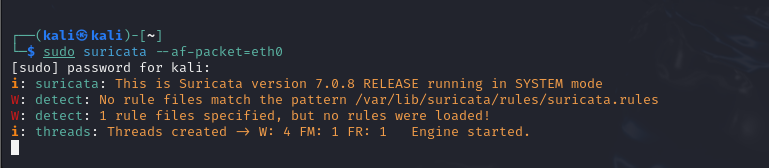 ┌──(kali㉿kali)-[~]
└─$ sudo suricata --af-packet=eth0
[sudo] password for kali:
i: suricata: This is Suricata version 7.0.8 RELEASE running in SYSTEM mode
W: detect: No rule files match the pattern /var/lib/suricata/rules/suricata.rules
W: detect: 1 rule files specified, but no rules were loaded!
i: threads: Threads created -> W: 4 FM: 1 FR: 1   Engine started.